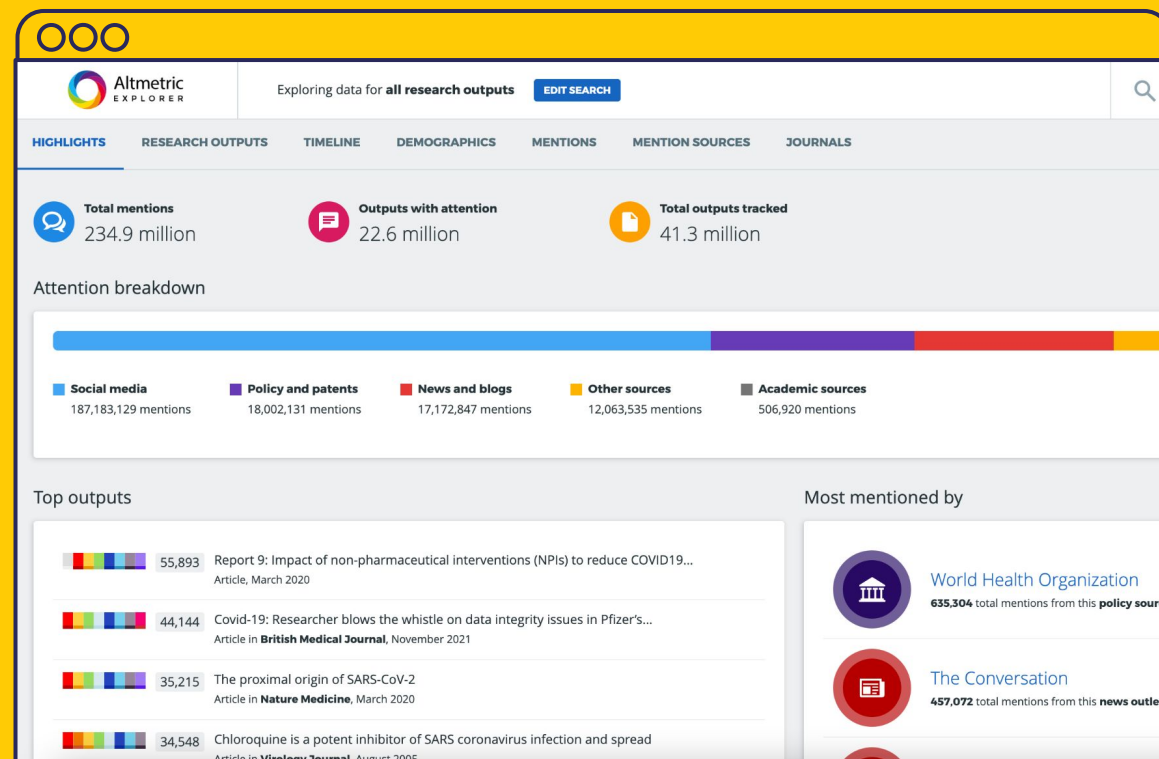 Altmetric
EXPLORER
Exploring data for all research outputs
EDIT SEARCH
HIGHLIGHTS
RESEARCH OUTPUTS
TIMELINE
DEMOGRAPHICS
MENTIONS
MENTION SOURCES
JOURNALS
Total mentions
234.9 million
Outputs with attention
22.6 million
Total outputs tracked
41.3 million
Attention breakdown
Social media
187,183,129 mentions
Policy and patents
18,002,131 mentions
News and blogs
17,172,847 mentions
Other sources
12,063,535 mentions
Academic sources
506,920 mentions
Top outputs
55,893
Report 9: Impact of non-pharmaceutical interventions (NPIs) to reduce COVID19...
Article, March 2020
44,144
Covid-19: Researcher blows the whistle on data integrity issues in Pfizer's...
Article in British Medical Journal, November 2021
35,215
The proximal origin of SARS-CoV-2
Article in Nature Medicine, March 2020
34,548
Chloroquine is a potent inhibitor of SARS coronavirus infection and spread
Article in Virology Journal, August 2005
Most mentioned by
World Health Organization
635,304 total mentions from this policy sour
The Conversation
457,072 total mentions from this news outle